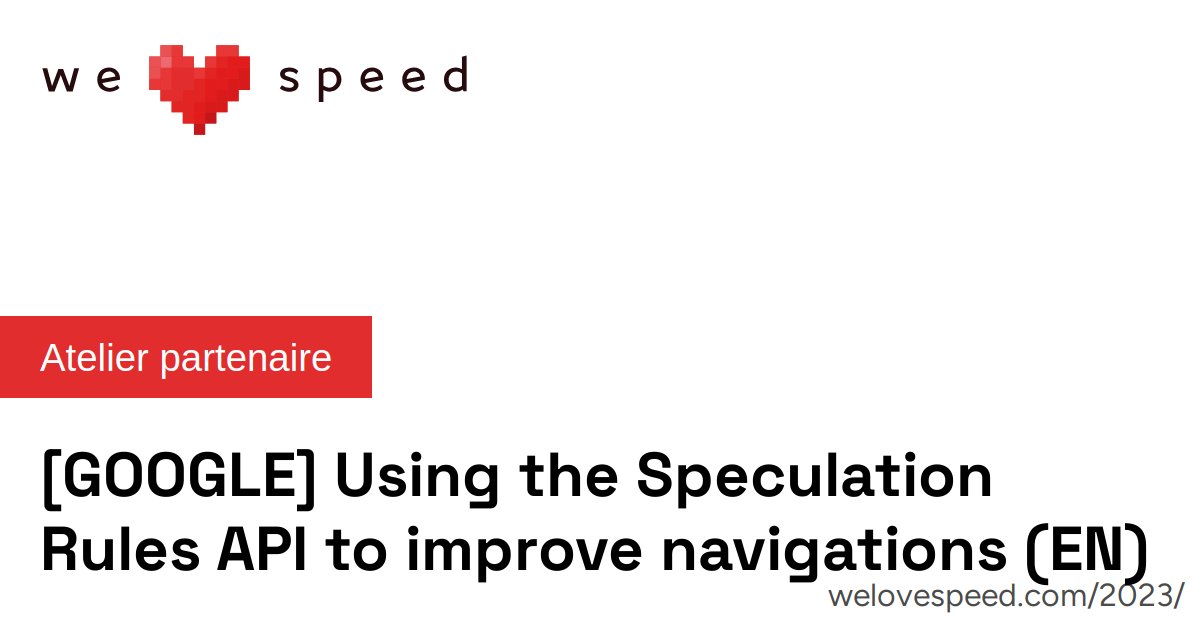 we speed
Atelier partenaire
[GOOGLE] Using the Speculation
Rules API to improve navigations (EN)
welovespeed.com/2023/